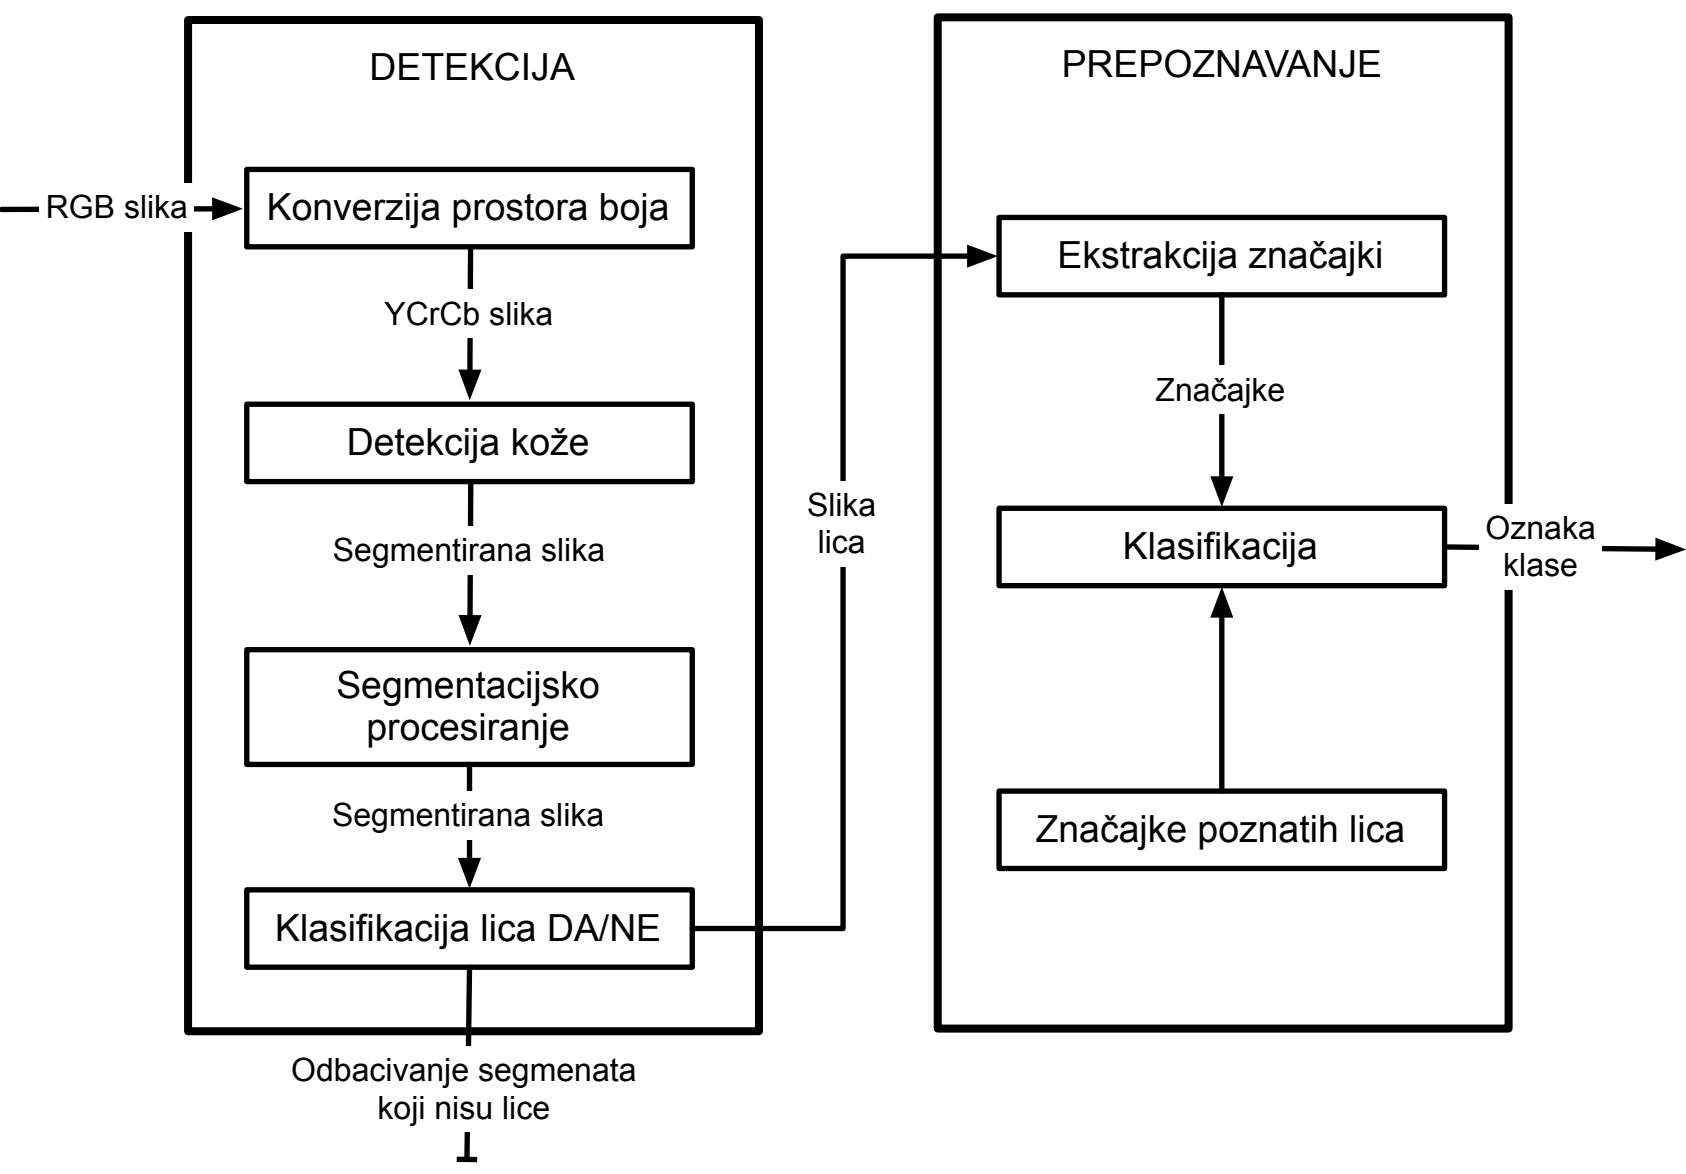 DETEKCIJA
RGB slika
Konverzija prostora boja
YCrCb slika
Detekcija kože
Segmentirana slika
Segmentacijsko
procesiranje
Segmentirana slika
Klasifikacija lica DA/NE
Odbacivanje segmenata
koji nisu lice
Slika
lica
PREPOZNAVANJE
Ekstrakcija značajki
Značajke
Klasifikacija
Oznaka
klase
Značajke poznatih lica